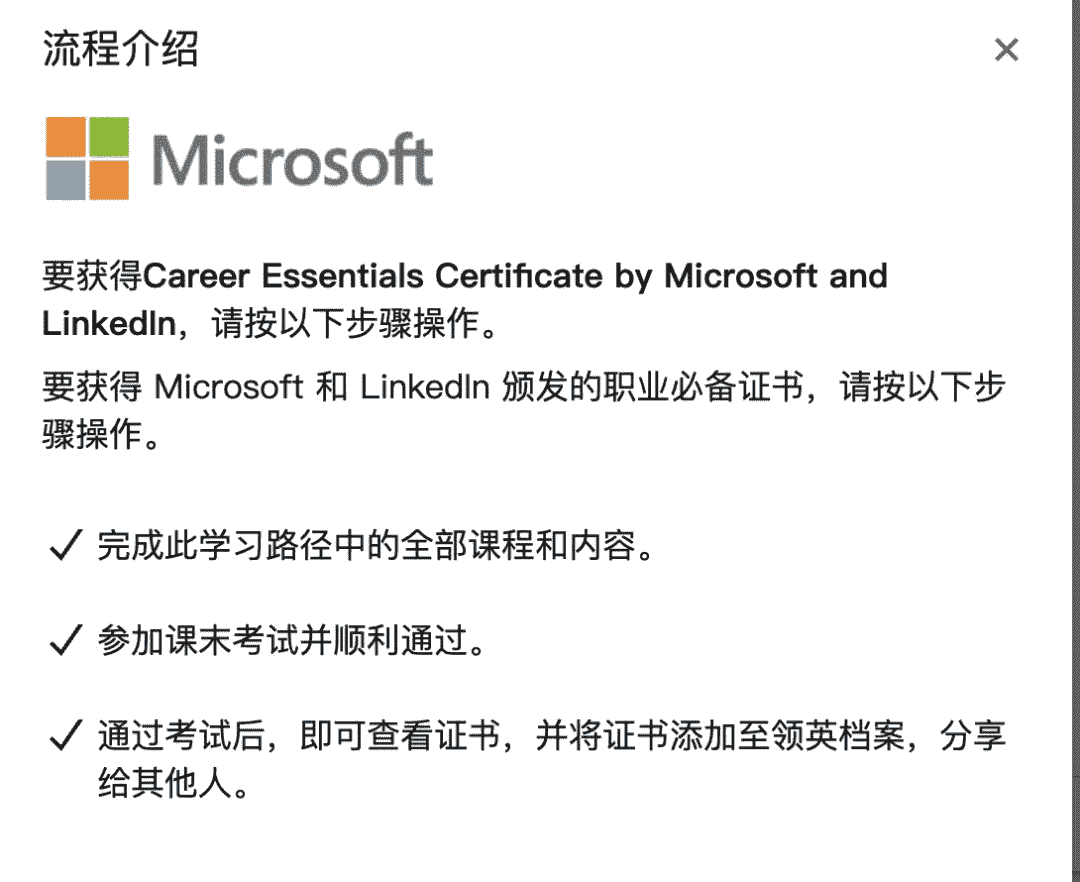 流程介绍
Microsoft
要获得Career Essentials Certificate by Microsoft and
LinkedIn，请按以下步骤操作。
要获得 Microsoft 和 LinkedIn 颁发的职业必备证书，请按以下步
骤操作。
完成此学习路径中的全部课程和内容。
参加课末考试并顺利通过。
通过考试后，即可查看证书，并将证书添加至领英档案，分享
给其他人。